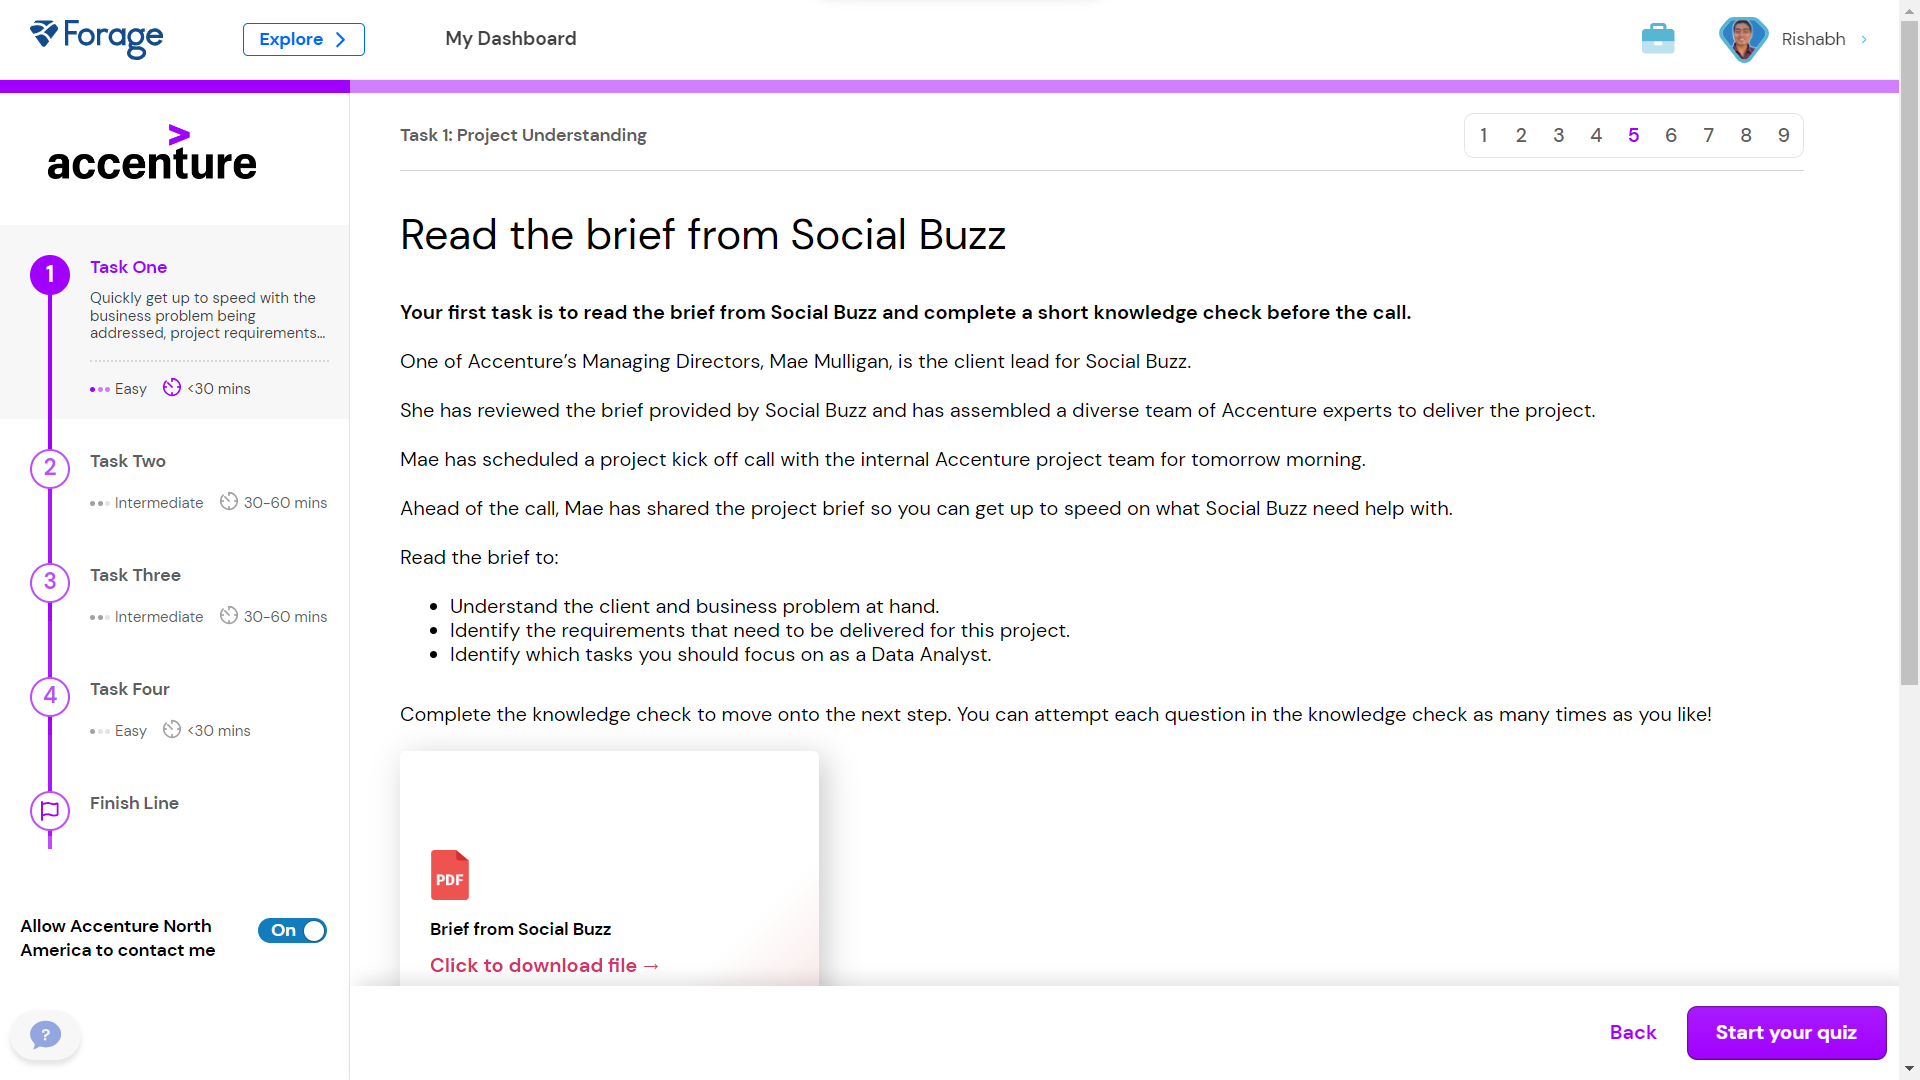 Forage
Explore
My Dashboard
Rishabh
accenture
1
Task One
Quickly get up to speed with the
business problem being
addressed, project requirements...
Easy <30 mins
2
Task Two
Intermediate 30-60 mins
3
Task Three
Intermediate 30-60 mins
4
Task Four
Easy <30 mins
Finish Line
Allow Accenture North
America to contact me
On
?
Task 1: Project Understanding
1 2 3 4 5 6 7 8 9
Read the brief from Social Buzz
Your first task is to read the brief from Social Buzz and complete a short knowledge check before the call.
One of Accenture’s Managing Directors, Mae Mulligan, is the client lead for Social Buzz.
She has reviewed the brief provided by Social Buzz and has assembled a diverse team of Accenture experts to deliver the project.
Mae has scheduled a project kick off call with the internal Accenture project team for tomorrow morning.
Ahead of the call, Mae has shared the project brief so you can get up to speed on what Social Buzz need help with.
Read the brief to:
• Understand the client and business problem at hand.
• Identify the requirements that need to be delivered for this project.
• Identify which tasks you should focus on as a Data Analyst.
Complete the knowledge check to move onto the next step. You can attempt each question in the knowledge check as many times as you like!
PDF
Brief from Social Buzz
Click to download file →
Back
Start your quiz